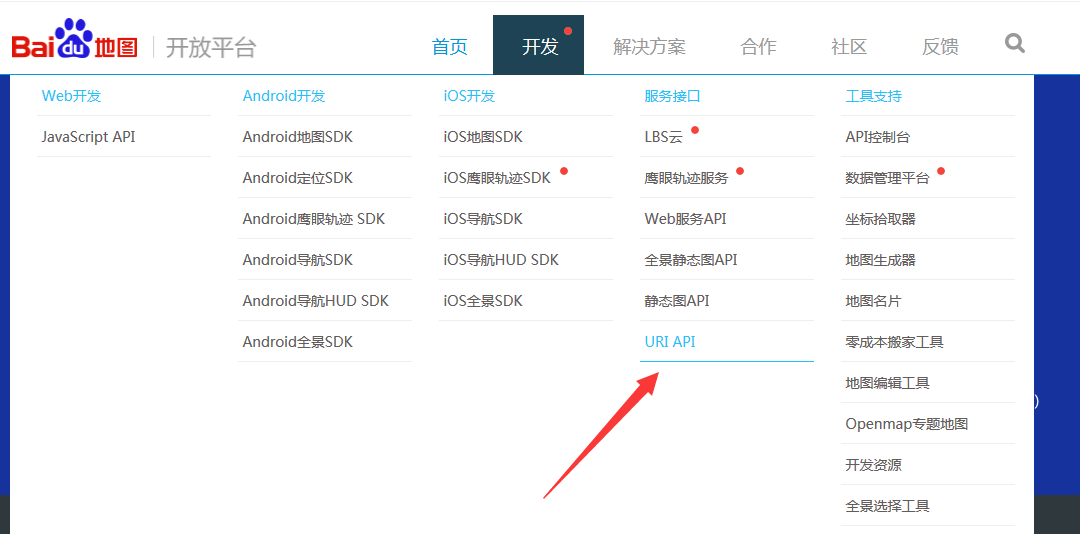 Bai du 地图 开放平台
首页 开发 解决方案 合作 社区 反馈
Web开发 Android开发 iOS开发 服务接口 工具支持
JavaScript API Android地图SDK iOS地图SDK LBS云 API控制台
Android定位SDK iOS鹰眼轨迹SDK 鹰眼轨迹服务 数据管理平台
Android鹰眼轨迹 SDK iOS导航SDK Web服务API 坐标拾取器
Android导航SDK iOS导航HUD SDK 全景静态图API 地图生成器
Android导航HUD SDK iOS全景SDK 静态图API 地图名片
Android全景SDK URI API 零成本搬家工具
地图编辑工具
)
Openmap专题地图
开发资源
全景选择工具